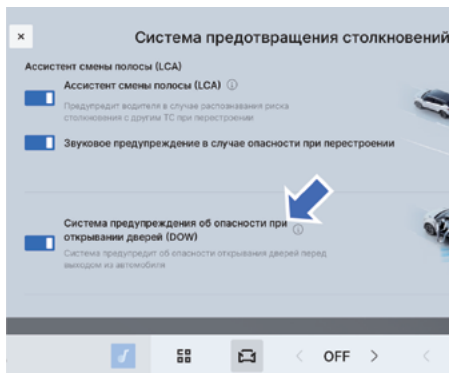 ×
Система предотвращения столкновений
Ассистент смены полосы (LCA)
Ассистент смены полосы (LCA)
Предупредит водителя в случае распознавания риска
столкновения с другим ТС при перестроении
Звуковое предупреждение в случае опасности при перестроении
Система предупреждения об опасности при
открывании дверей (DOW)
Система предупредит об опасности открывания дверей перед
выходом из автомобиля
OFF